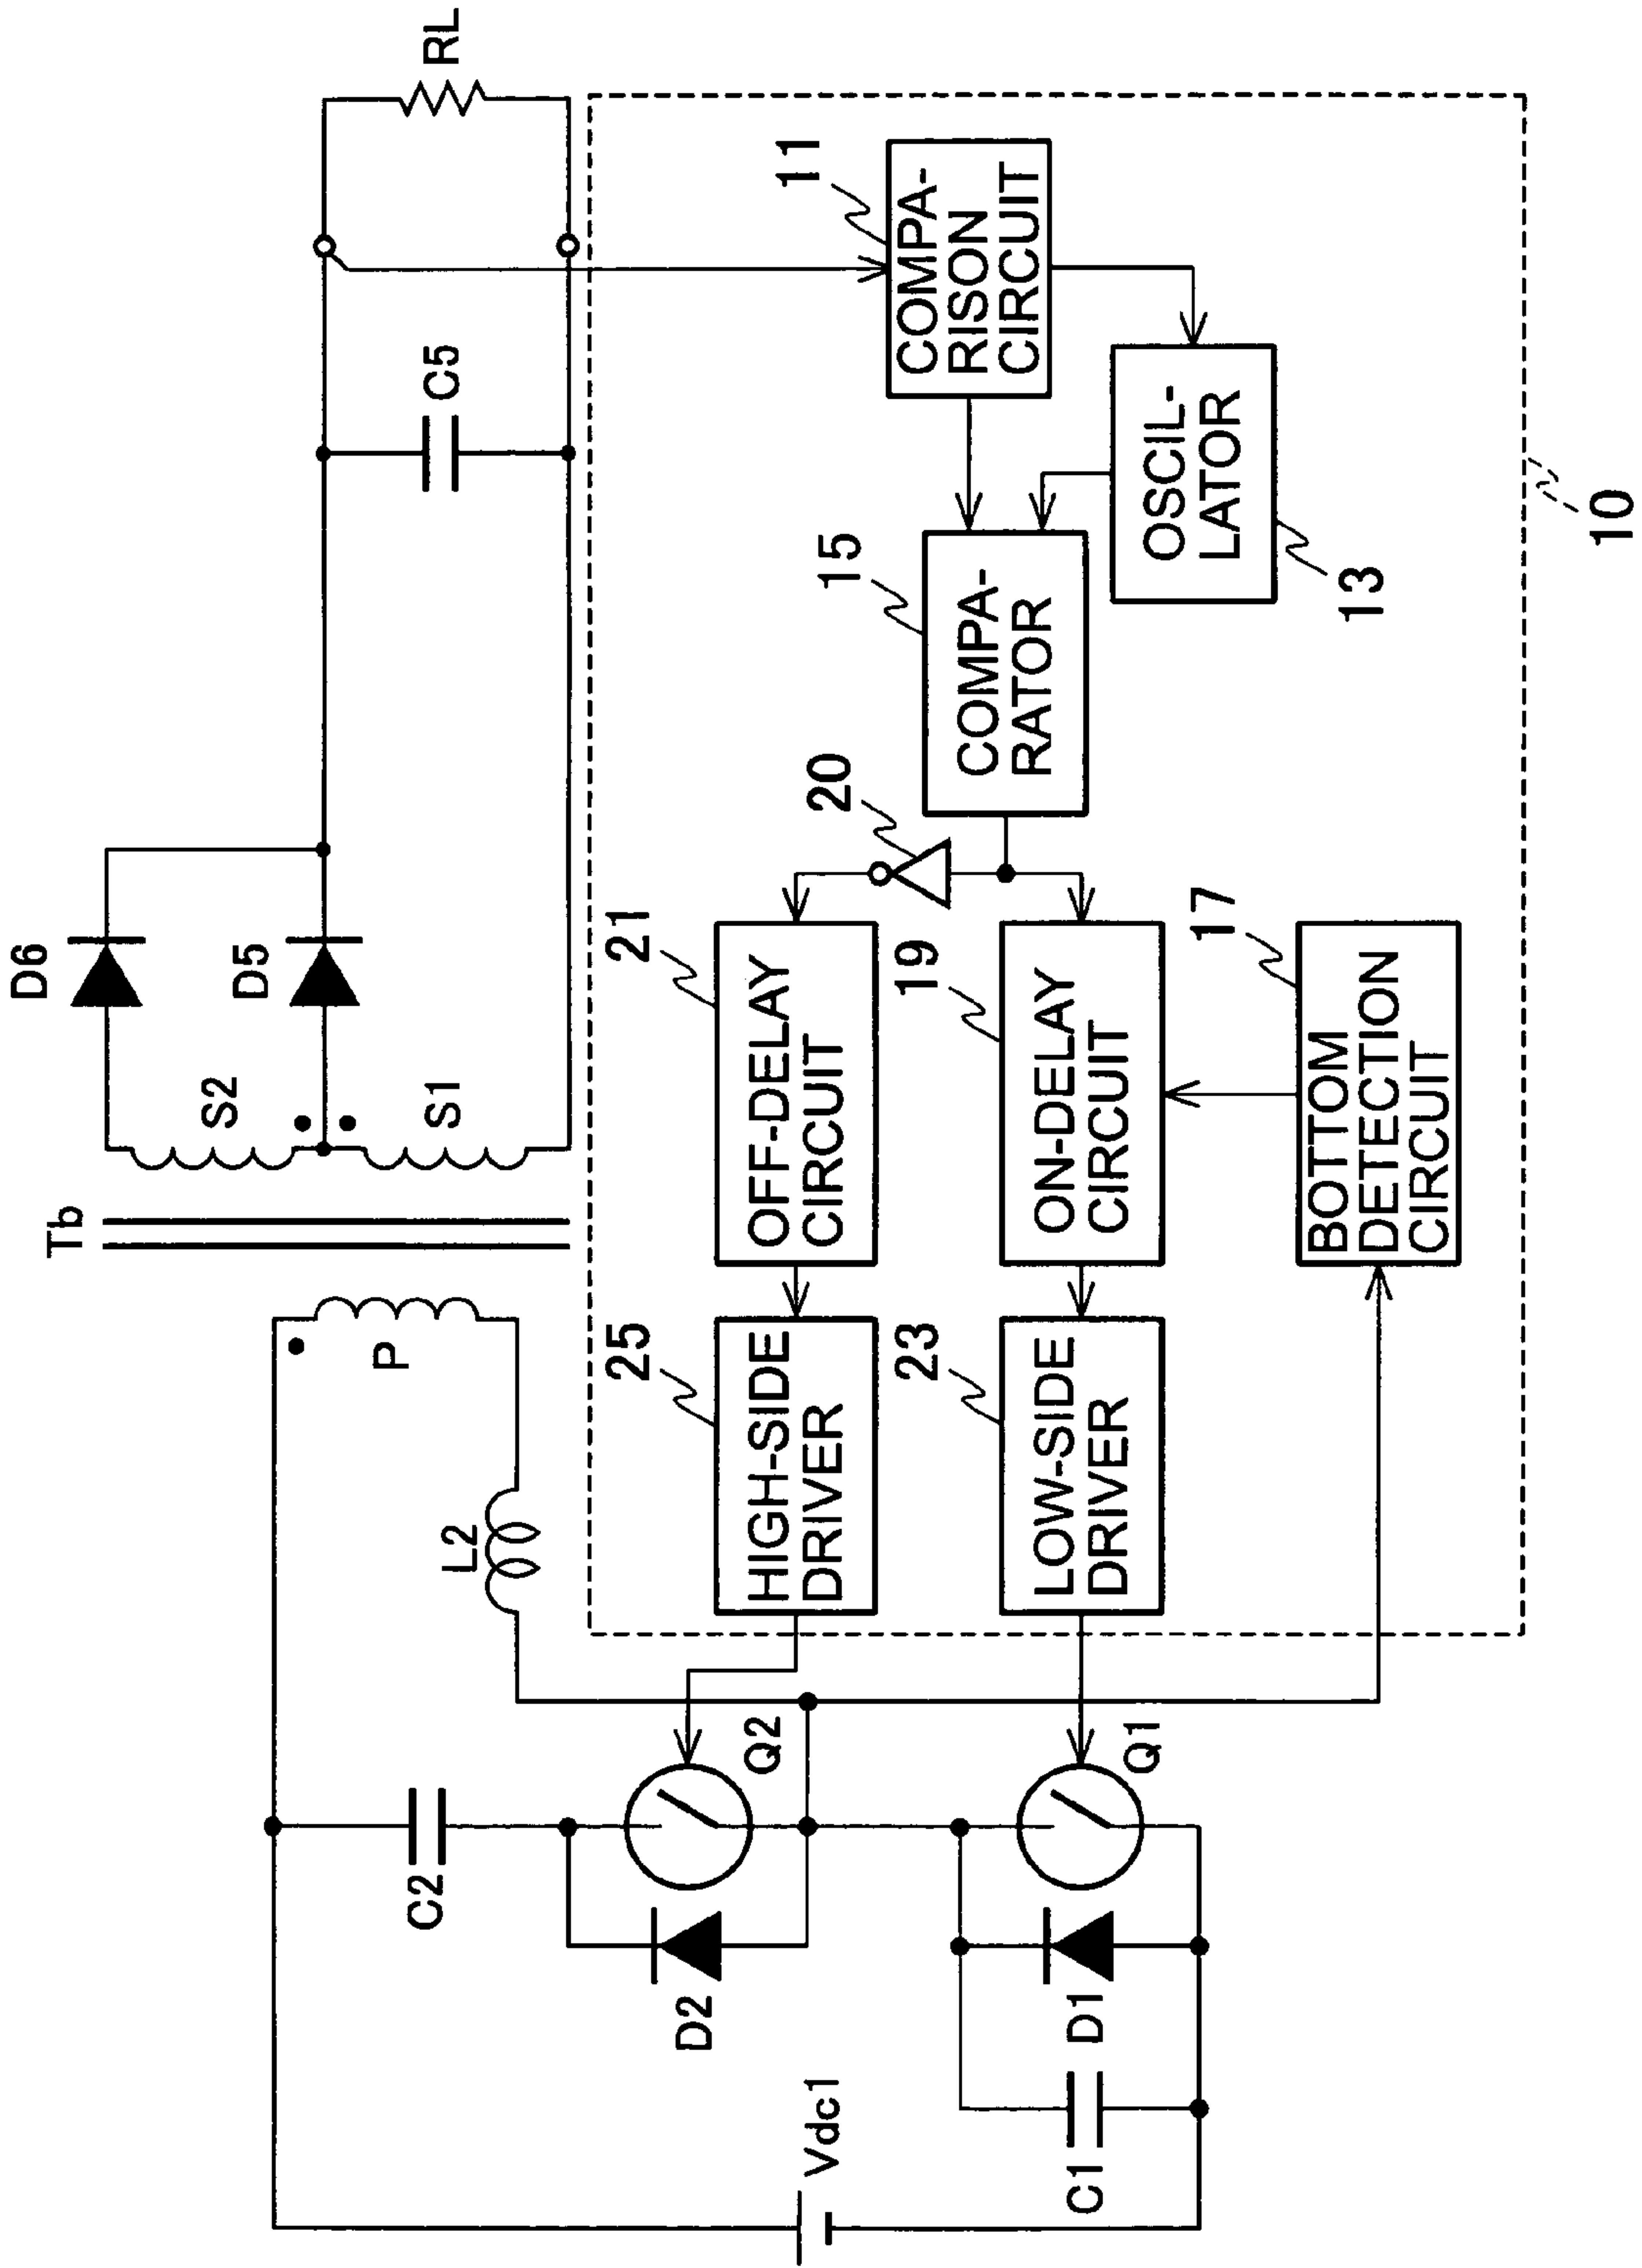 Tb
D6
S2
D5
S1
P
L2
C2
C5
RL
D2
Q2
Vdc1
C1
D1
Q1
25
HIGH-SIDE
DRIVER
21
OFF-DELAY
CIRCUIT
20
23
LOW-SIDE
DRIVER
19
ON-DELAY
CIRCUIT
15
COMPA-
RATOR
11
COMPA-
RISON
CIRCUIT
17
BOTTOM
DETECTION
CIRCUIT
OSCIL-
LATOR
13
10